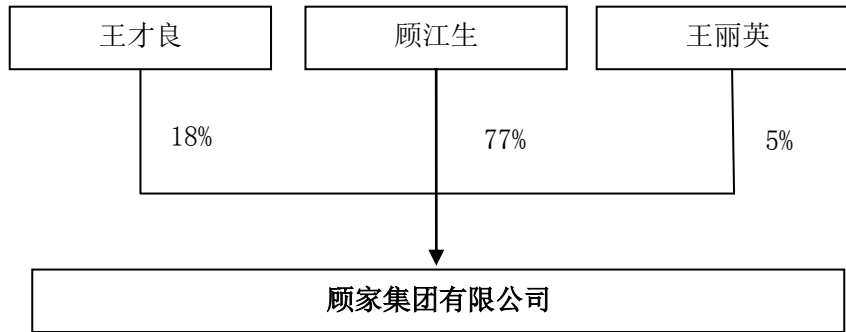 王才良
顾江生
王丽英
18%
77%
5%
顾家集团有限公司